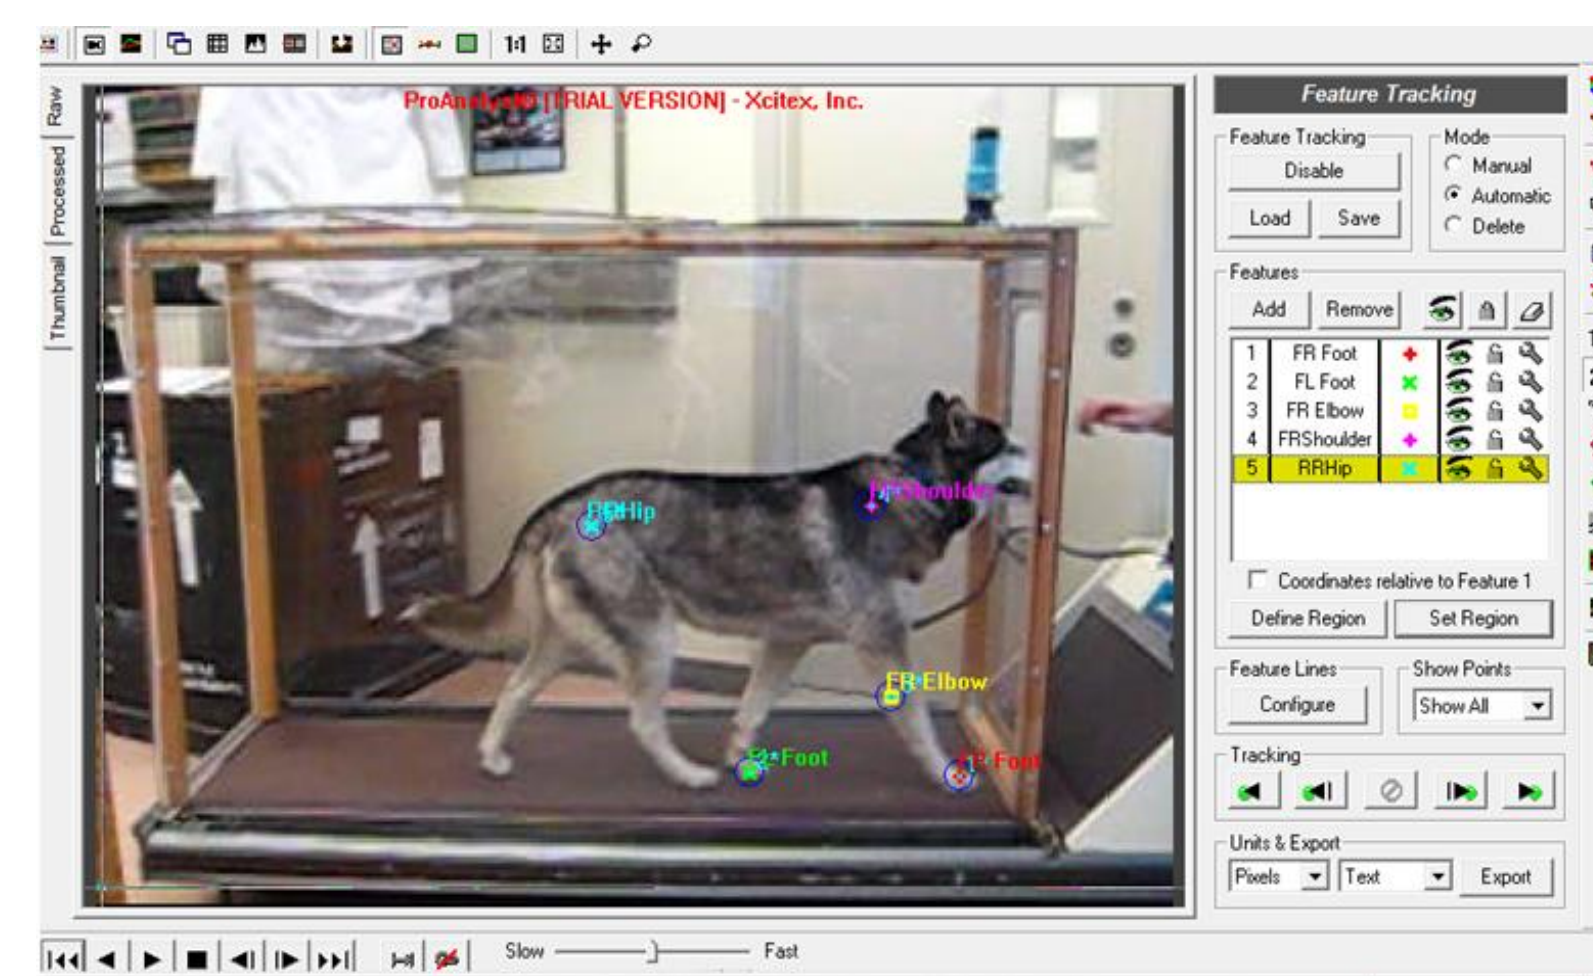 1:1
Raw
Processed
Thumbnail
ProAnalyst® [TRIAL VERSION] - Xcitex, Inc.
RRHip
FRShoulder
FR Elbow
FL Foot
FR Foot
Slow
Fast
Feature Tracking
Feature Tracking
Disable
Load Save
Mode
Manual
Automatic
Delete
Features
Add Remove
1 FR Foot
2 FL Foot
3 FR Elbow
4 FRShoulder
5 RRHip
Coordinates relative to Feature 1
Define Region Set Region
Feature Lines
Configure
Show Points
Show All
Tracking
Units & Export
Pixels Text Export